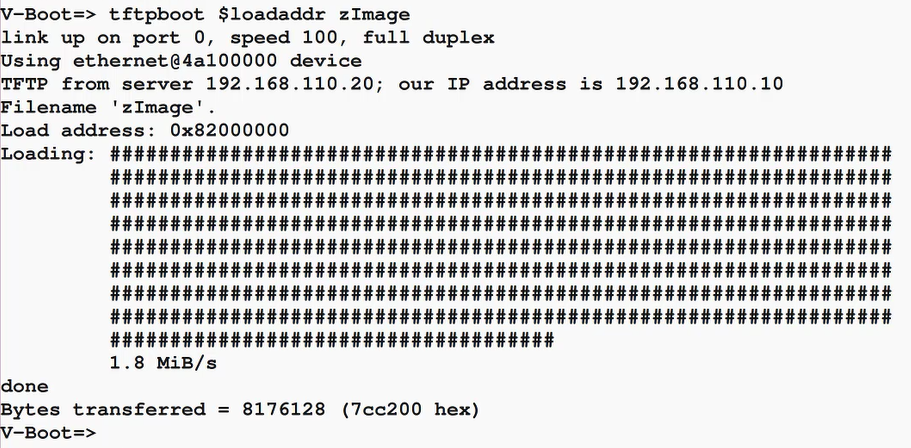 V-Boot=> tftpboot $loadaddr zImage
link up on port 0, speed 100, full duplex
Using ethernet@4a100000 device
TFTP from server 192.168.110.20; our IP address is 192.168.110.10
Filename 'zImage'.
Load address: 0x82000000
Loading: #################################################################
#################################################################
#################################################################
#################################################################
#################################################################
#################################################################
#################################################################
#################################################################
#####################################
1.8 MiB/s
done
Bytes transferred = 8176128 (7cc200 hex)
V-Boot=>